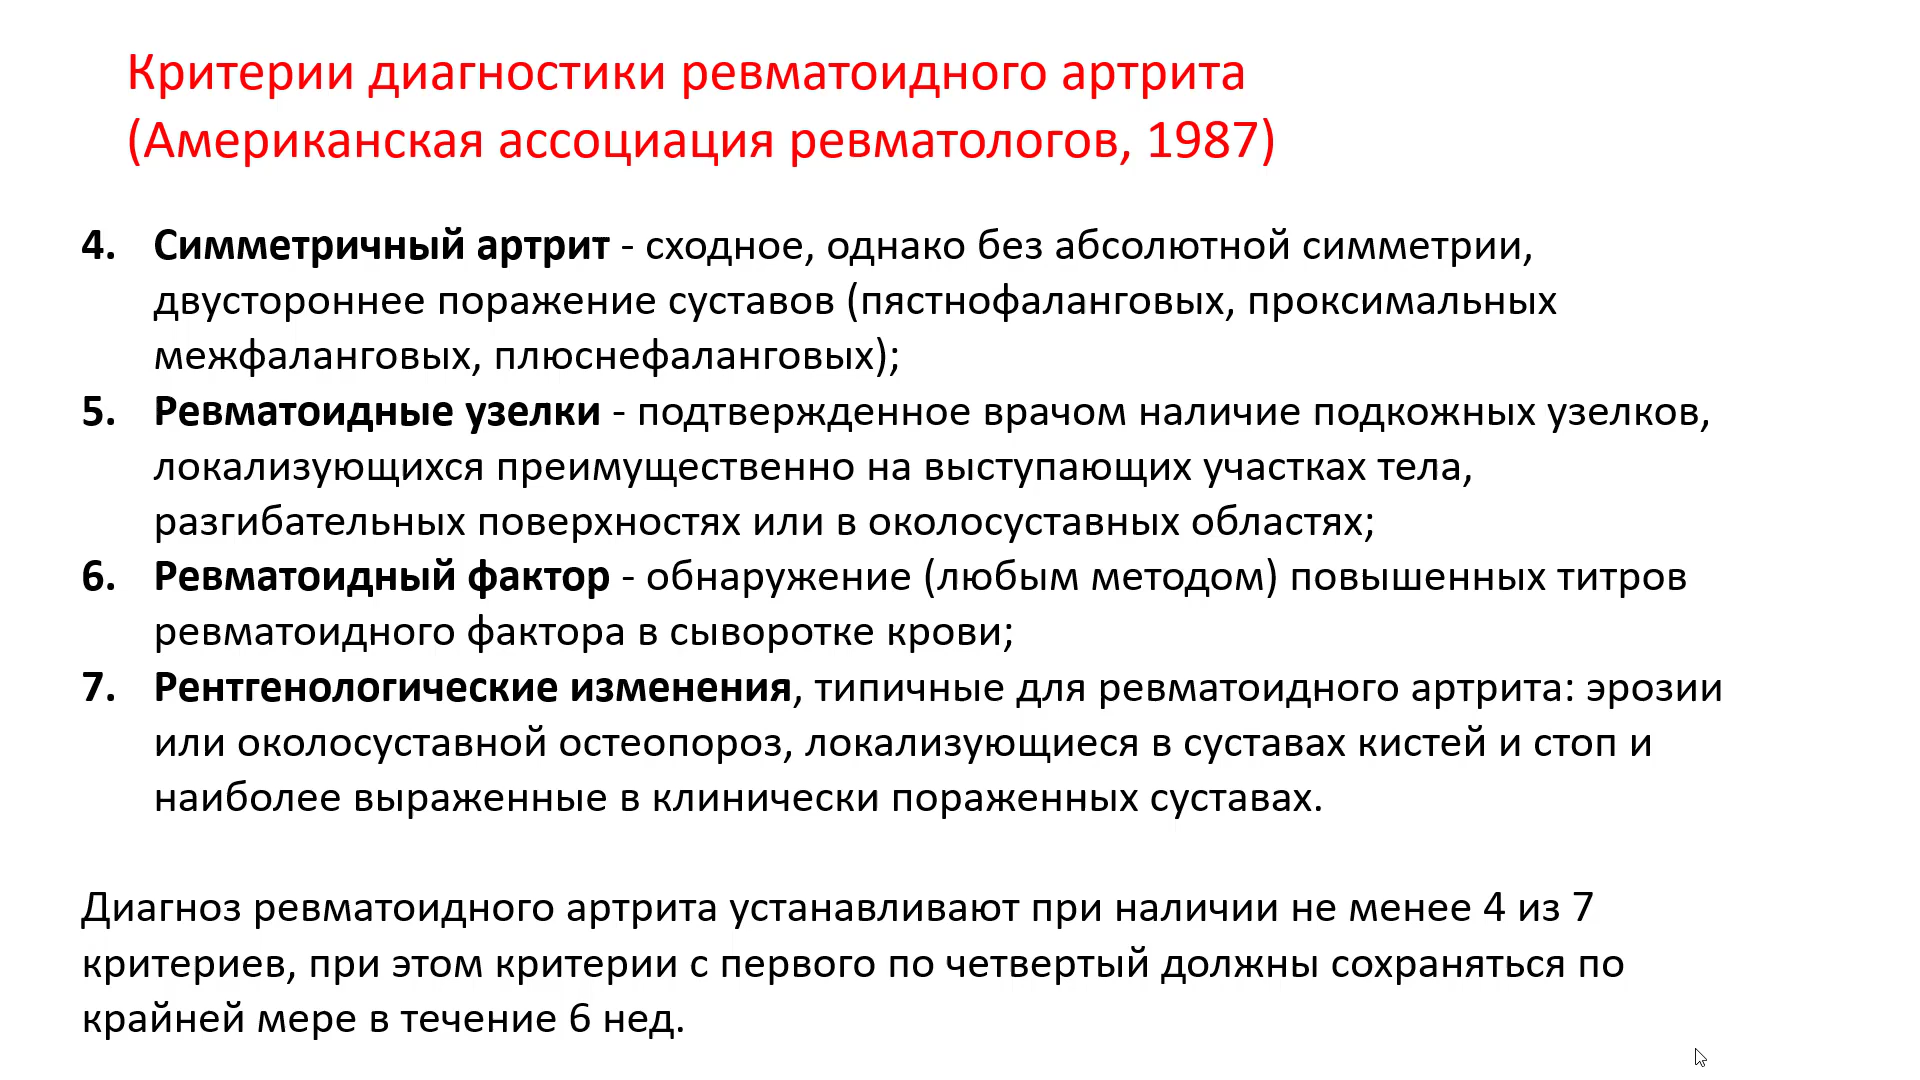 Критерии диагностики ревматоидного артрита
(Американская ассоциация ревматологов, 1987)
4. Симметричный артрит - сходное, однако без абсолютной симметрии,
двустороннее поражение суставов (пястнофаланговых, проксимальных
межфаланговых, плюснефаланговых);
5. Ревматоидные узелки - подтвержденное врачом наличие подкожных узелков,
локализующихся преимущественно на выступающих участках тела,
разгибательных поверхностях или в околосуставных областях;
6. Ревматоидный фактор - обнаружение (любым методом) повышенных титров
ревматоидного фактора в сыворотке крови;
7. Рентгенологические изменения, типичные для ревматоидного артрита: эрозии
или околосуставной остеопороз, локализующиеся в суставах кистей и стоп и
наиболее выраженные в клинически пораженных суставах.
Диагноз ревматоидного артрита устанавливают при наличии не менее 4 из 7
критериев, при этом критерии с первого по четвертый должны сохраняться по
крайней мере в течение 6 нед.